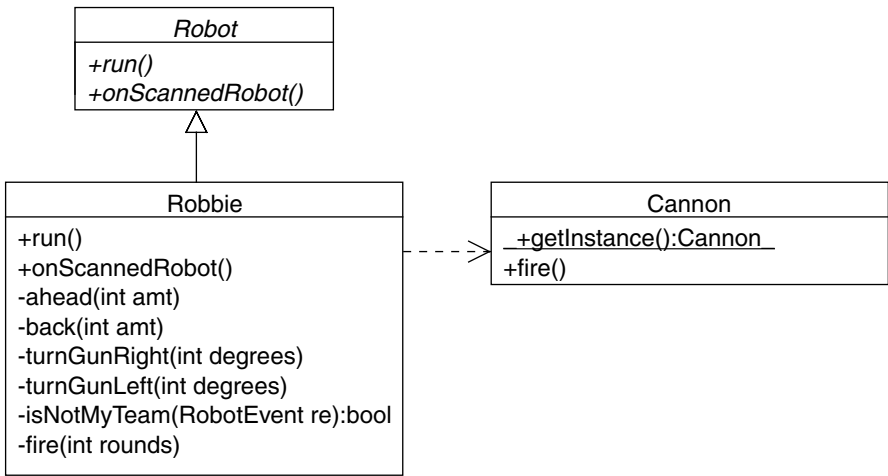 Robot
+run()
+onScannedRobot()
Robbie
+run()
+onScannedRobot()
-ahead(int amt)
-back(int amt)
-turnGunRight(int degrees)
-turnGunLeft(int degrees)
-isNotMyTeam(RobotEvent re):bool
-fire(int rounds)
Cannon
_+getInstance():Cannon_
+fire()